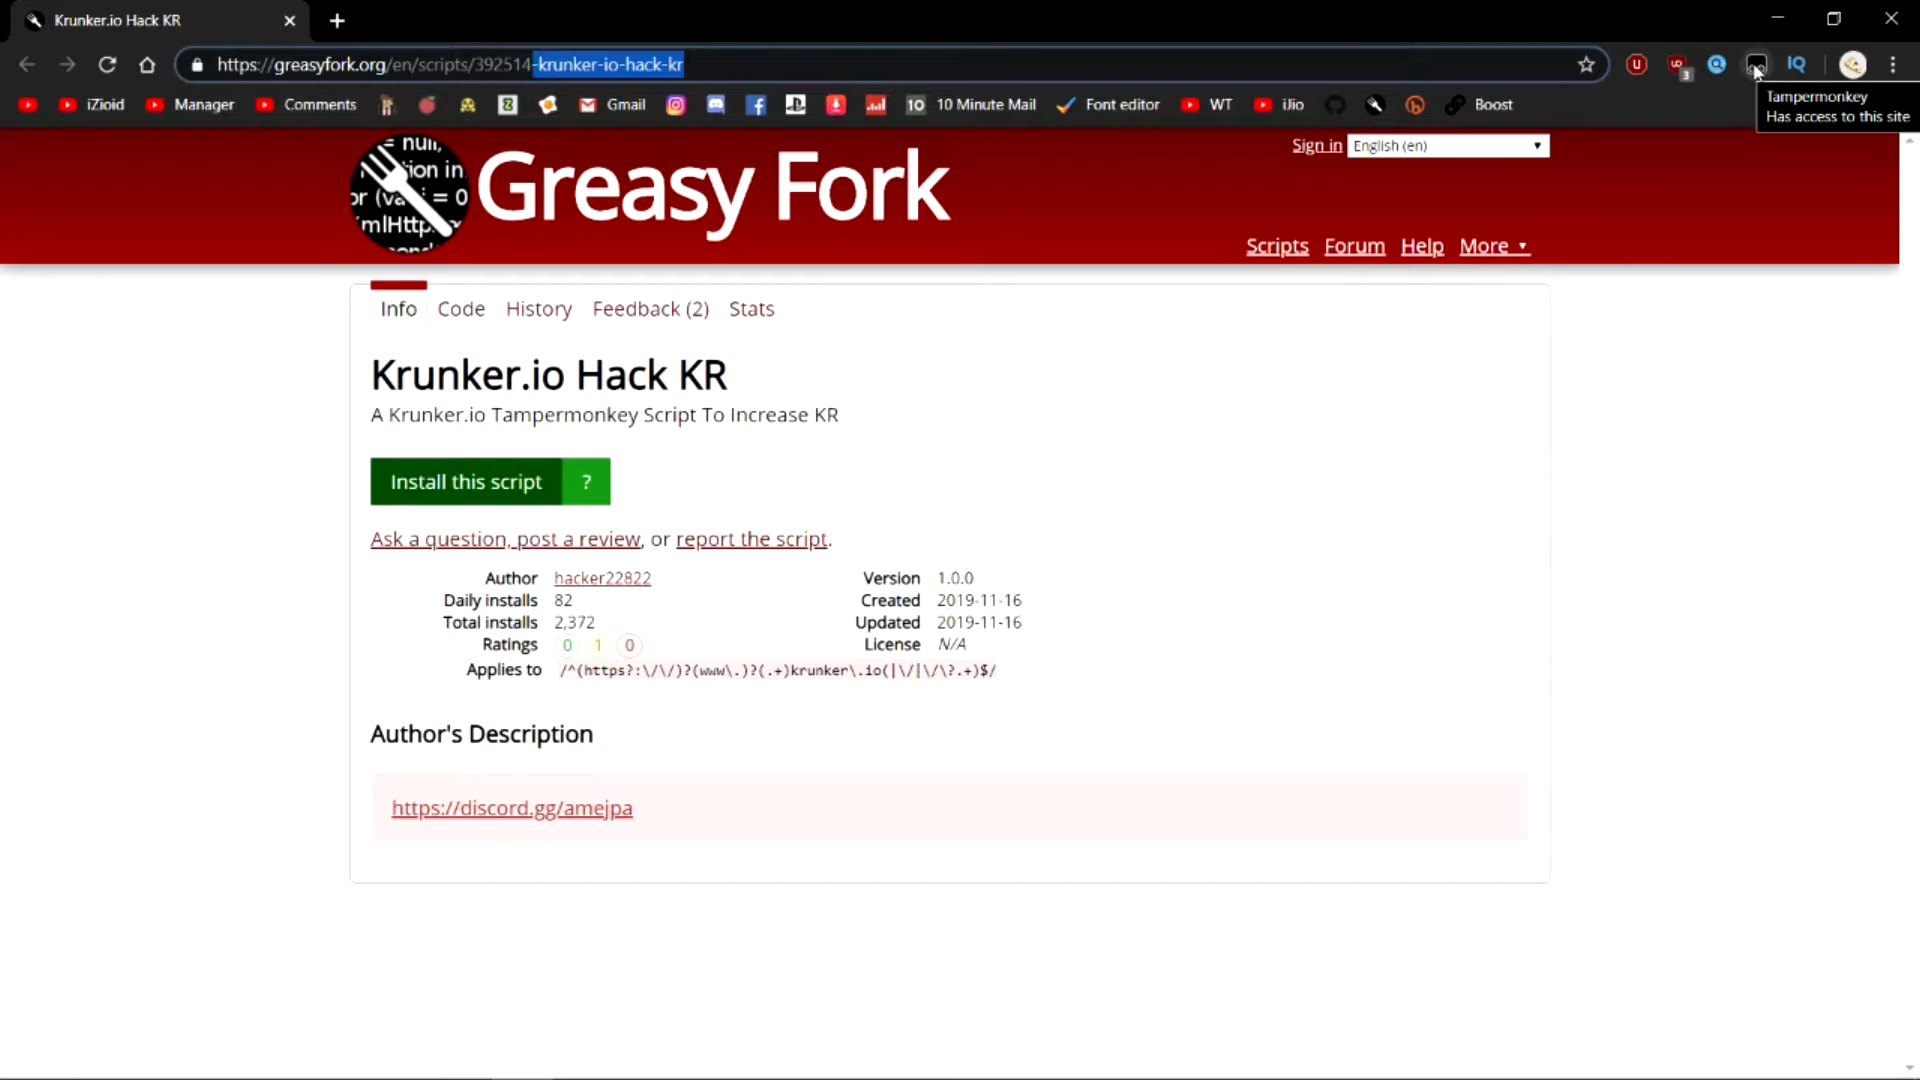 Krunker.io Hack KR
https://greasyfork.org/en/scripts/392514-krunker-io-hack-kr
U
UD
3
IQ
iZioid
Manager
Comments
Gmail
10
10 Minute Mail
Font editor
WT
iJio
Boost
Tampermonkey
Has access to this site
Greasy Fork
Sign in
English (en)
Scripts
Forum
Help
More
Info
Code
History
Feedback (2)
Stats
Krunker.io Hack KR
A Krunker.io Tampermonkey Script To Increase KR
Install this script
?
Ask a question, post a review, or report the script.
Author hacker22822
Daily installs 82
Total installs 2,372
Ratings 0 1 0
Version 1.0.0
Created 2019-11-16
Updated 2019-11-16
License N/A
Applies to /^(https?:\/\/)?(www\.)?(.+)krunker\.io(|\/|\/\?.+)$/
Author's Description
https://discord.gg/amejpa